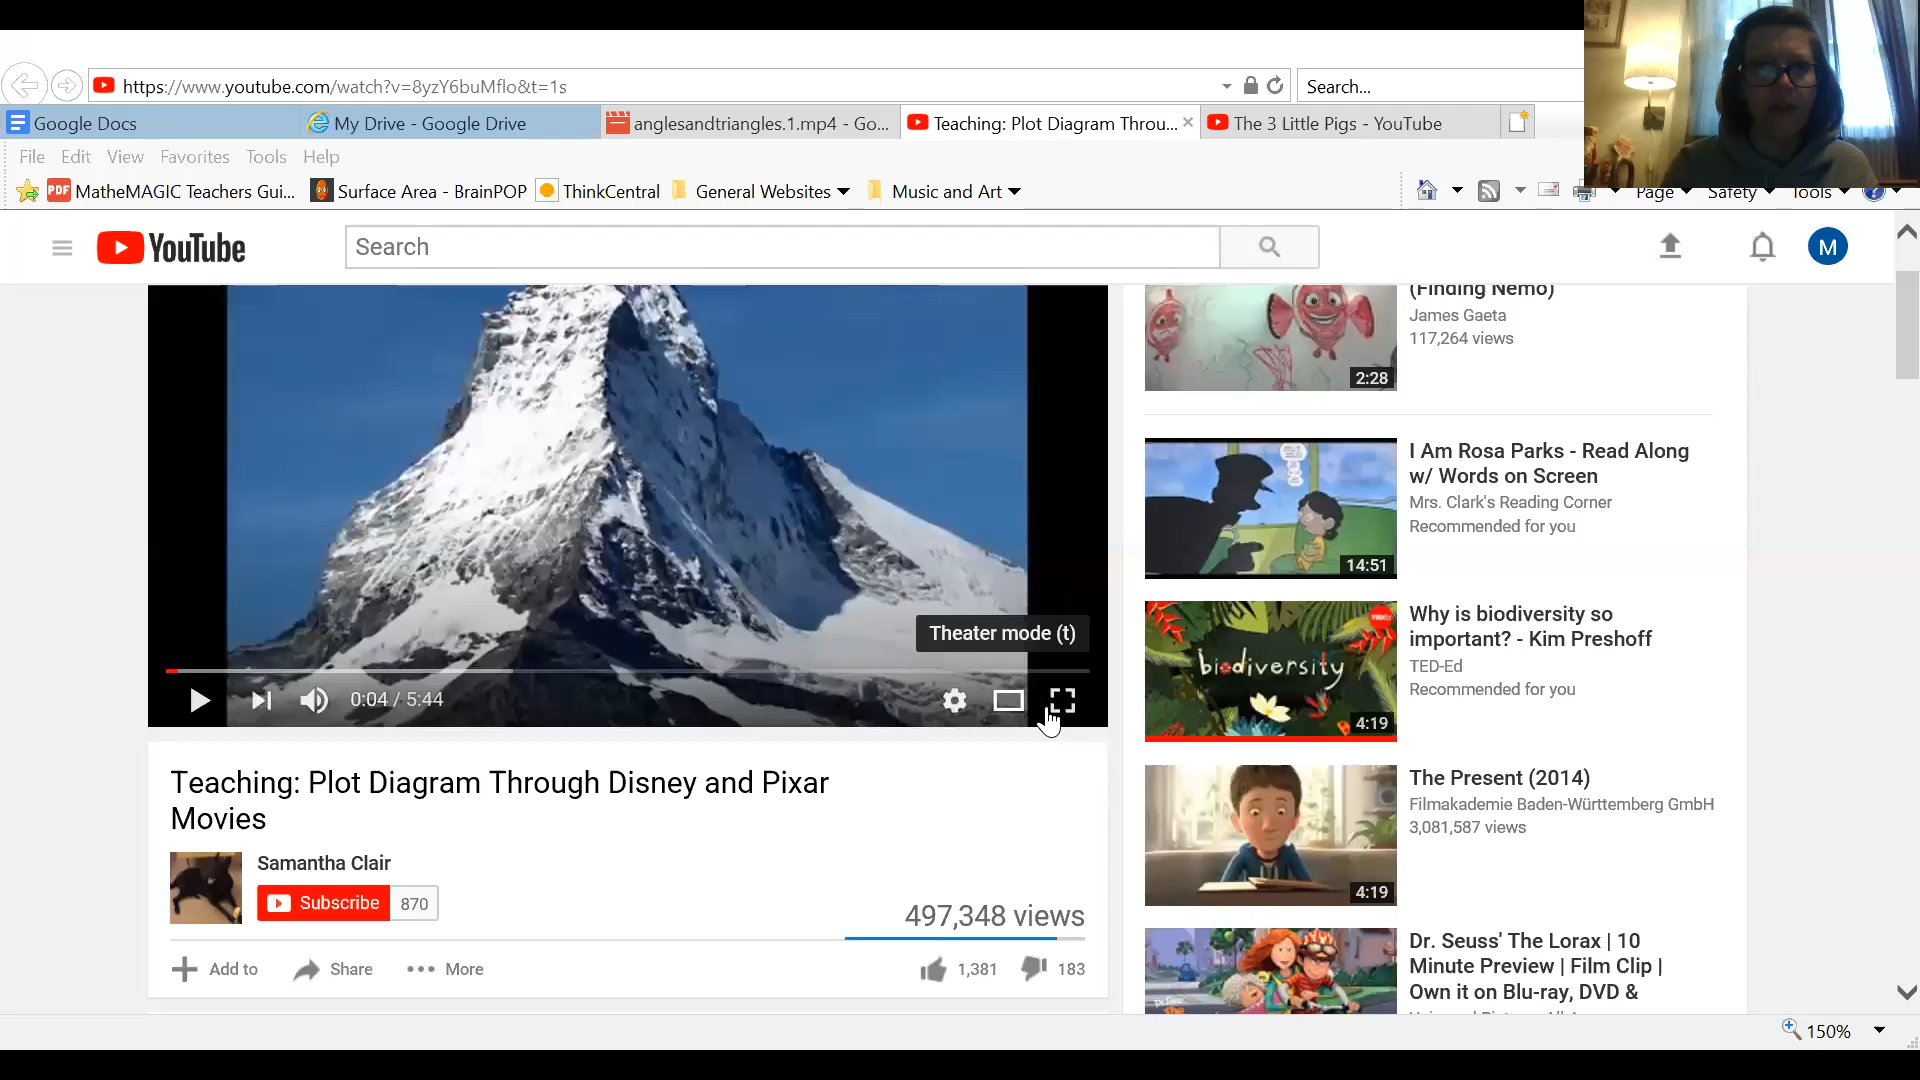 https://www.youtube.com/watch?v=8yzY6buMflo&t=1s
Search...
Google Docs
My Drive - Google Drive
anglesandtriangles.1.mp4 - Go...
Teaching: Plot Diagram Throu...
The 3 Little Pigs - YouTube
File Edit View Favorites Tools Help
PDF MatheMAGIC Teachers Gui...
Surface Area - BrainPOP
ThinkCentral
General Websites
Music and Art
Page Safety Tools
YouTube
Search
M
(Finding Nemo)
James Gaeta
117,264 views
2:28
I Am Rosa Parks - Read Along
w/ Words on Screen
Mrs. Clark's Reading Corner
Recommended for you
14:51
Why is biodiversity so
important? - Kim Preshoff
TED-Ed
Recommended for you
biodiversity
4:19
The Present (2014)
Filmakademie Baden-Württemberg GmbH
3,081,587 views
4:19
Dr. Seuss' The Lorax | 10
Minute Preview | Film Clip |
Own it on Blu-ray, DVD &
Theater mode (t)
0:04 / 5:44
Teaching: Plot Diagram Through Disney and Pixar
Movies
Samantha Clair
Subscribe 870
497,348 views
Add to Share More
1,381 183
150%